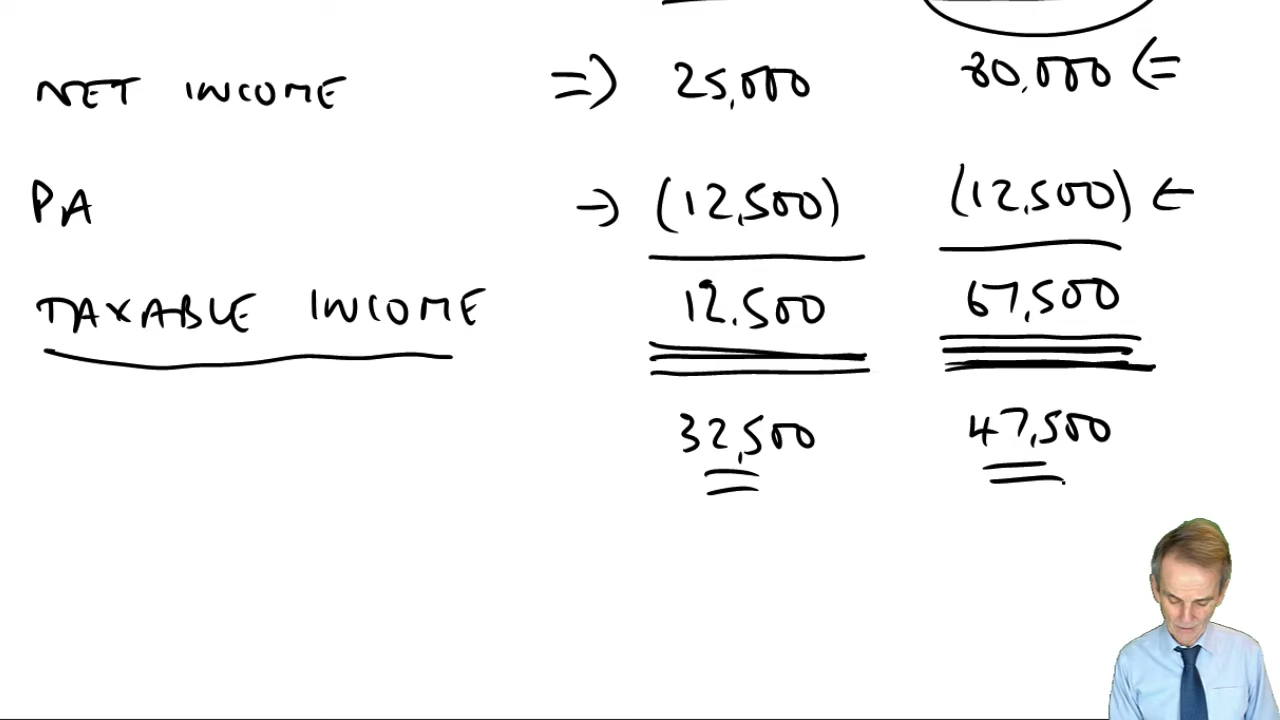 NET INCOME => 25,000 80,000 (=
PA -> (12,500) (12,500) <-
TAXABLE INCOME 12.500 67,500
32,500 47,500